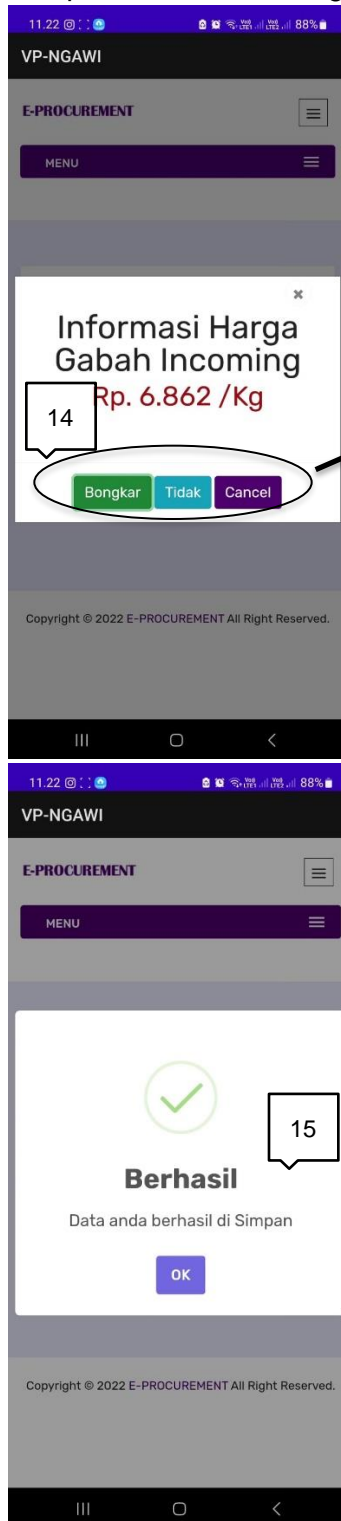 11.22 88%
VP-NGAWI
E-PROCUREMENT
MENU
×
Informasi Harga
Gabah Incoming
Rp. 6.862 /Kg
14
Bongkar Tidak Cancel
Copyright © 2022 E-PROCUREMENT All Right Reserved.
11.22 88%
VP-NGAWI
E-PROCUREMENT
MENU
15
Berhasil
Data anda berhasil di Simpan
OK
Copyright © 2022 E-PROCUREMENT All Right Reserved.